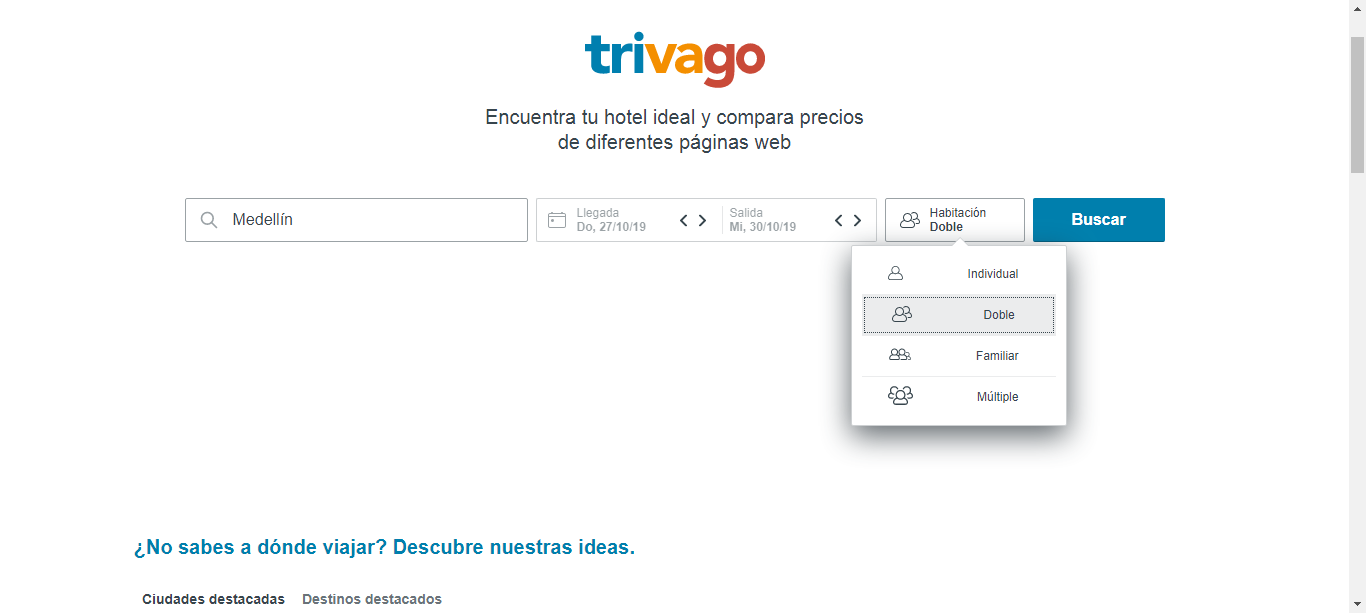 trivago
Encuentra tu hotel ideal y compara precios
de diferentes páginas web
Medellín
Llegada
Do, 27/10/19
Salida
Mi, 30/10/19
Habitación
Doble
Buscar
Individual
Doble
Familiar
Múltiple
¿No sabes a dónde viajar? Descubre nuestras ideas.
Ciudades destacadas
Destinos destacados